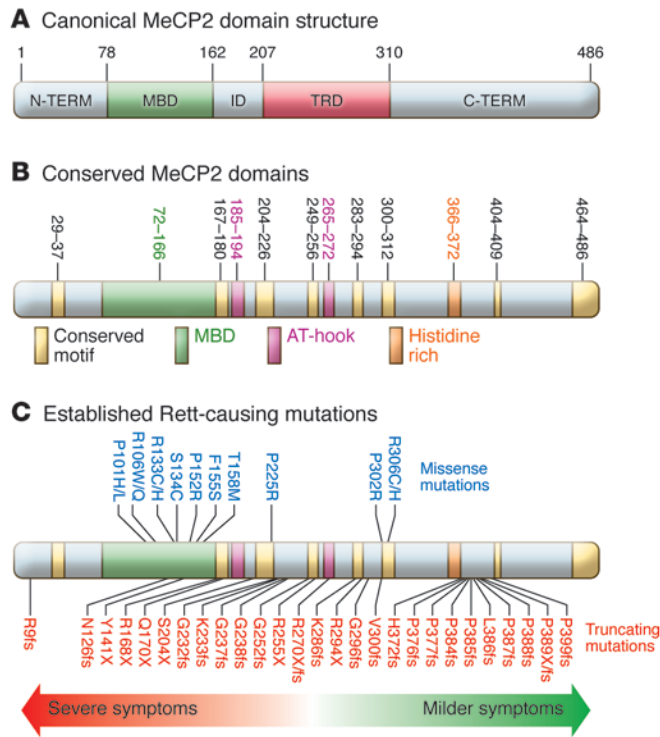 A Canonical MeCP2 domain structure
1 78 162 207 310 486
N-TERM MBD ID TRD C-TERM
B Conserved MeCP2 domains
29–37
72–166
167–180
185–194
204–226
249–256
265–272
283–294
300–312
366–372
404–409
464–486
Conserved motif
MBD
AT-hook
Histidine rich
C Established Rett-causing mutations
P101H/L
R106W/Q
R133C/H
S134C
P152R
F155S
T158M
P225R
P302R
R306C/H
Missense
mutations
R9fs
N126fs
Y141X
R168X
Q170X
S204X
G232fs
K233fs
G237fs
G238fs
G252fs
R255X
R270X/fs
K286fs
R294X
G296fs
V300fs
H372fs
P376fs
P377fs
P384fs
P385fs
L386fs
P387fs
P388fs
P389X/fs
P399fs
Truncating
mutations
Severe symptoms Milder symptoms